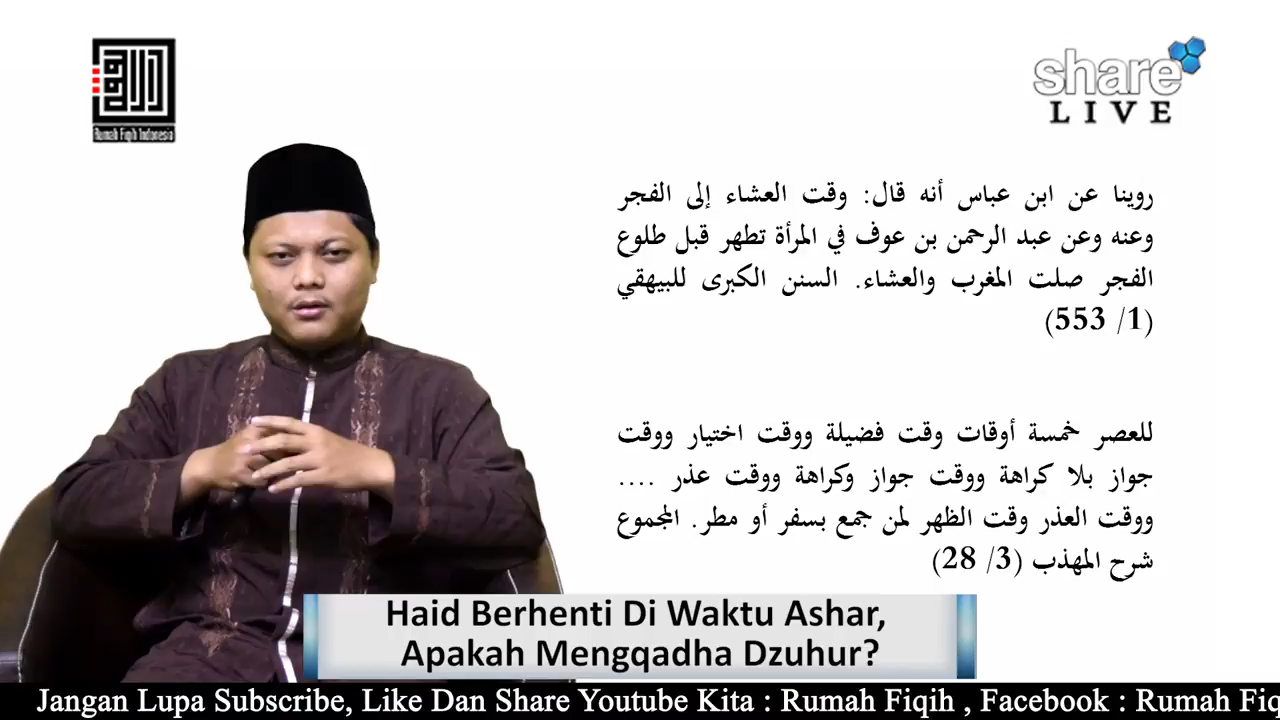 Rumah Fiqih Indonesia
share
LIVE
روينا عن ابن عباس أنه قال: وقت العشاء إلى الفجر
وعنه وعن عبد الرحمن بن عوف في المرأة تطهر قبل طلوع
الفجر صلت المغرب والعشاء. السنن الكبرى للبيهقي
(1/ 553)
للعصر خمسة أوقات وقت فضيلة ووقت اختيار ووقت
جواز بلا كراهة ووقت جواز وكراهة ووقت عذر ....
ووقت العذر وقت الظهر لمن جمع بسفر أو مطر. المجموع
شرح المهذب (3/ 28)
Haid Berhenti Di Waktu Ashar,
Apakah Mengqadha Dzuhur?
Jangan Lupa Subscribe, Like Dan Share Youtube Kita : Rumah Fiqih , Facebook : Rumah Fiq